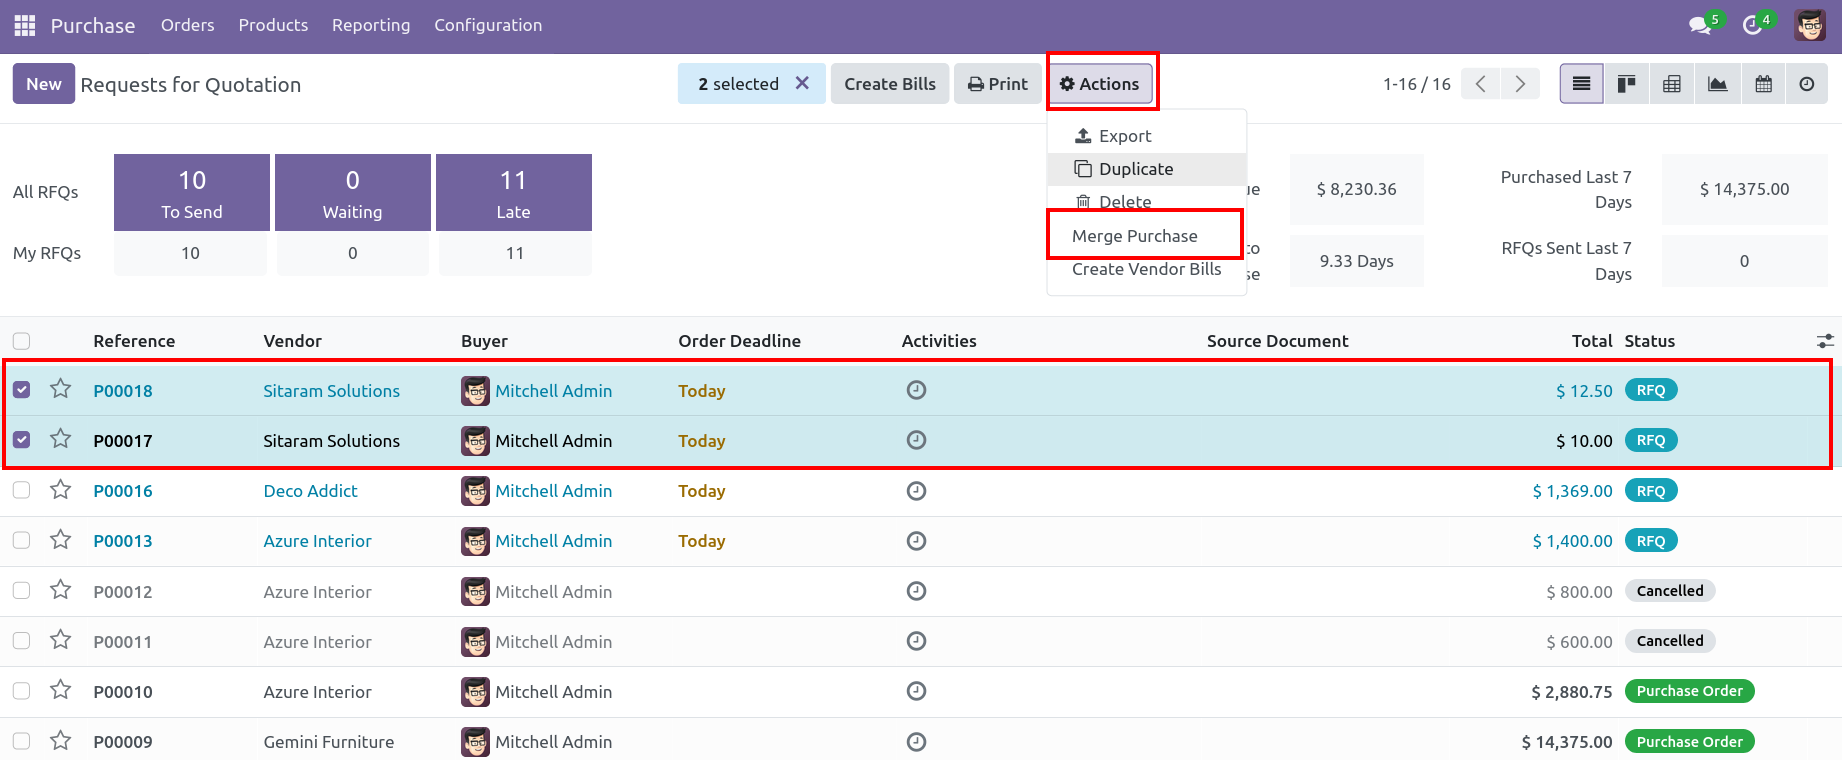 Purchase Orders Products Reporting Configuration 5 4
New Requests for Quotation 2 selected Create Bills Print Actions 1-16 / 16
Export
Duplicate
Delete
Merge Purchase
Create Vendor Bills
All RFQs 10 To Send 0 Waiting 11 Late
My RFQs 10 0 11
$ 8,230.36 Purchased Last 7 Days $ 14,375.00
9.33 Days RFQs Sent Last 7 Days 0
Reference Vendor Buyer Order Deadline Activities Source Document Total Status
P00018 Sitaram Solutions Mitchell Admin Today $ 12.50 RFQ
P00017 Sitaram Solutions Mitchell Admin Today $ 10.00 RFQ
P00016 Deco Addict Mitchell Admin Today $ 1,369.00 RFQ
P00013 Azure Interior Mitchell Admin Today $ 1,400.00 RFQ
P00012 Azure Interior Mitchell Admin $ 800.00 Cancelled
P00011 Azure Interior Mitchell Admin $ 600.00 Cancelled
P00010 Azure Interior Mitchell Admin $ 2,880.75 Purchase Order
P00009 Gemini Furniture Mitchell Admin $ 14,375.00 Purchase Order